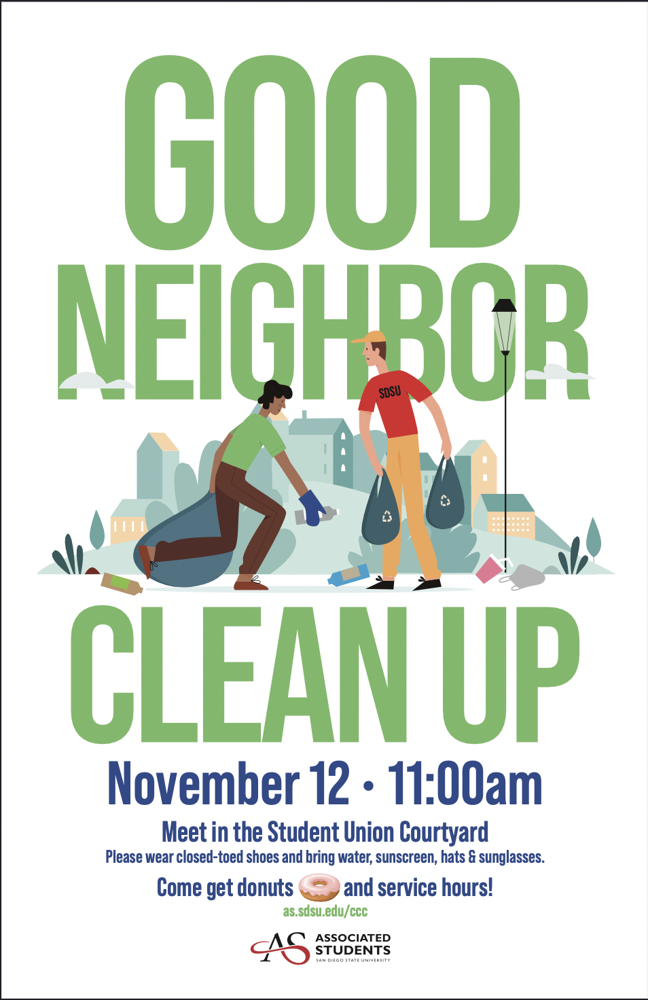 GOOD
NEIGHBOR
SDSU
CLEAN UP
November 12 • 11:00am
Meet in the Student Union Courtyard
Please wear closed-toed shoes and bring water, sunscreen, hats & sunglasses.
Come get donuts and service hours!
as.sdsu.edu/ccc
AS ASSOCIATED
STUDENTS
SAN DIEGO STATE UNIVERSITY